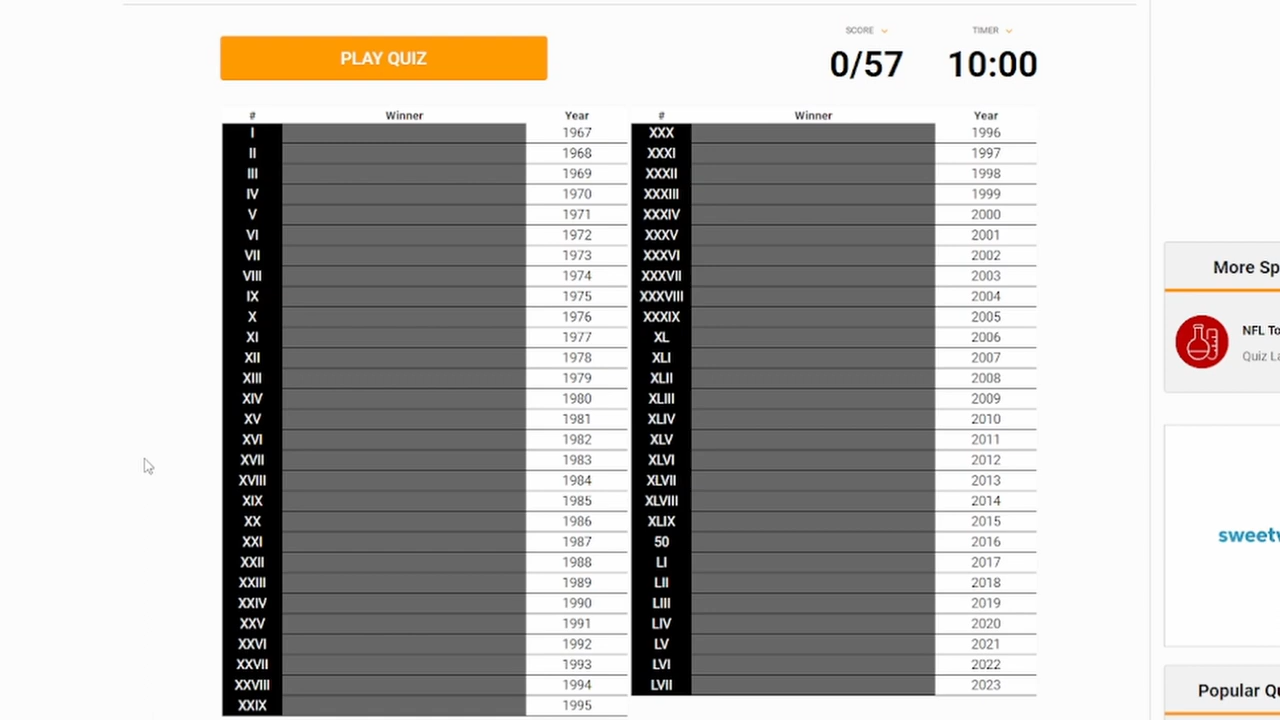 SCORE TIMER
PLAY QUIZ 0/57 10:00
# Winner Year # Winner Year
I 1967 XXX 1996
II 1968 XXXI 1997
III 1969 XXXII 1998
IV 1970 XXXIII 1999
V 1971 XXXIV 2000
VI 1972 XXXV 2001
VII 1973 XXXVI 2002
VIII 1974 XXXVII 2003
IX 1975 XXXVIII 2004
X 1976 XXXIX 2005
XI 1977 XL 2006
XII 1978 XLI 2007
XIII 1979 XLII 2008
XIV 1980 XLIII 2009
XV 1981 XLIV 2010
XVI 1982 XLV 2011
XVII 1983 XLVI 2012
XVIII 1984 XLVII 2013
XIX 1985 XLVIII 2014
XX 1986 XLIX 2015
XXI 1987 50 2016
XXII 1988 LI 2017
XXIII 1989 LII 2018
XXIV 1990 LIII 2019
XXV 1991 LIV 2020
XXVI 1992 LV 2021
XXVII 1993 LVI 2022
XXVIII 1994 LVII 2023
XXIX 1995
More Sp
NFL To
Quiz La
sweetw
Popular Qu